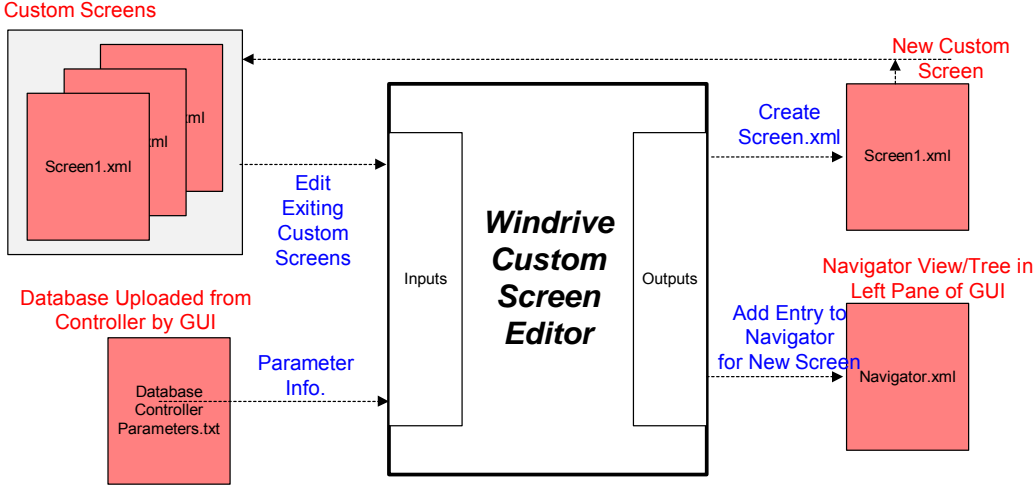 Custom Screens
New Custom
Screen
ml
ml
Screen1.xml
Edit
Exiting
Custom
Screens
Create
Screen.xml
Screen1.xml
Windrive
Custom
Screen
Editor
Inputs
Outputs
Database Uploaded from
Controller by GUI
Parameter
Info.
Database
Controller
Parameters.txt
Navigator View/Tree in
Left Pane of GUI
Add Entry to
Navigator
for New Screen
Navigator.xml